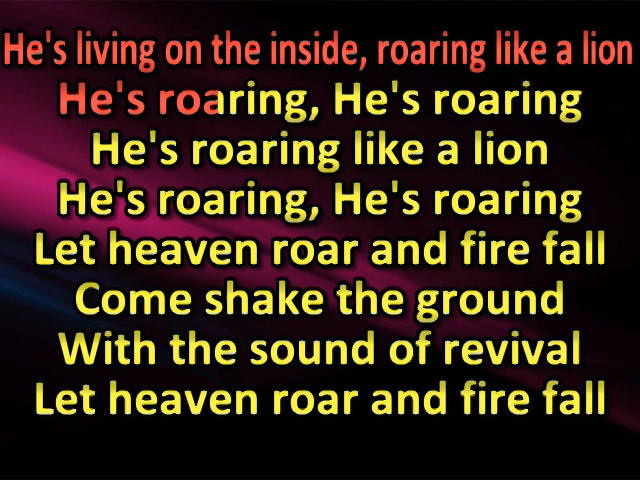 He's living on the inside, roaring like a lion
He's roaring, He's roaring
He's roaring like a lion
He's roaring, He's roaring
Let heaven roar and fire fall
Come shake the ground
With the sound of revival
Let heaven roar and fire fall